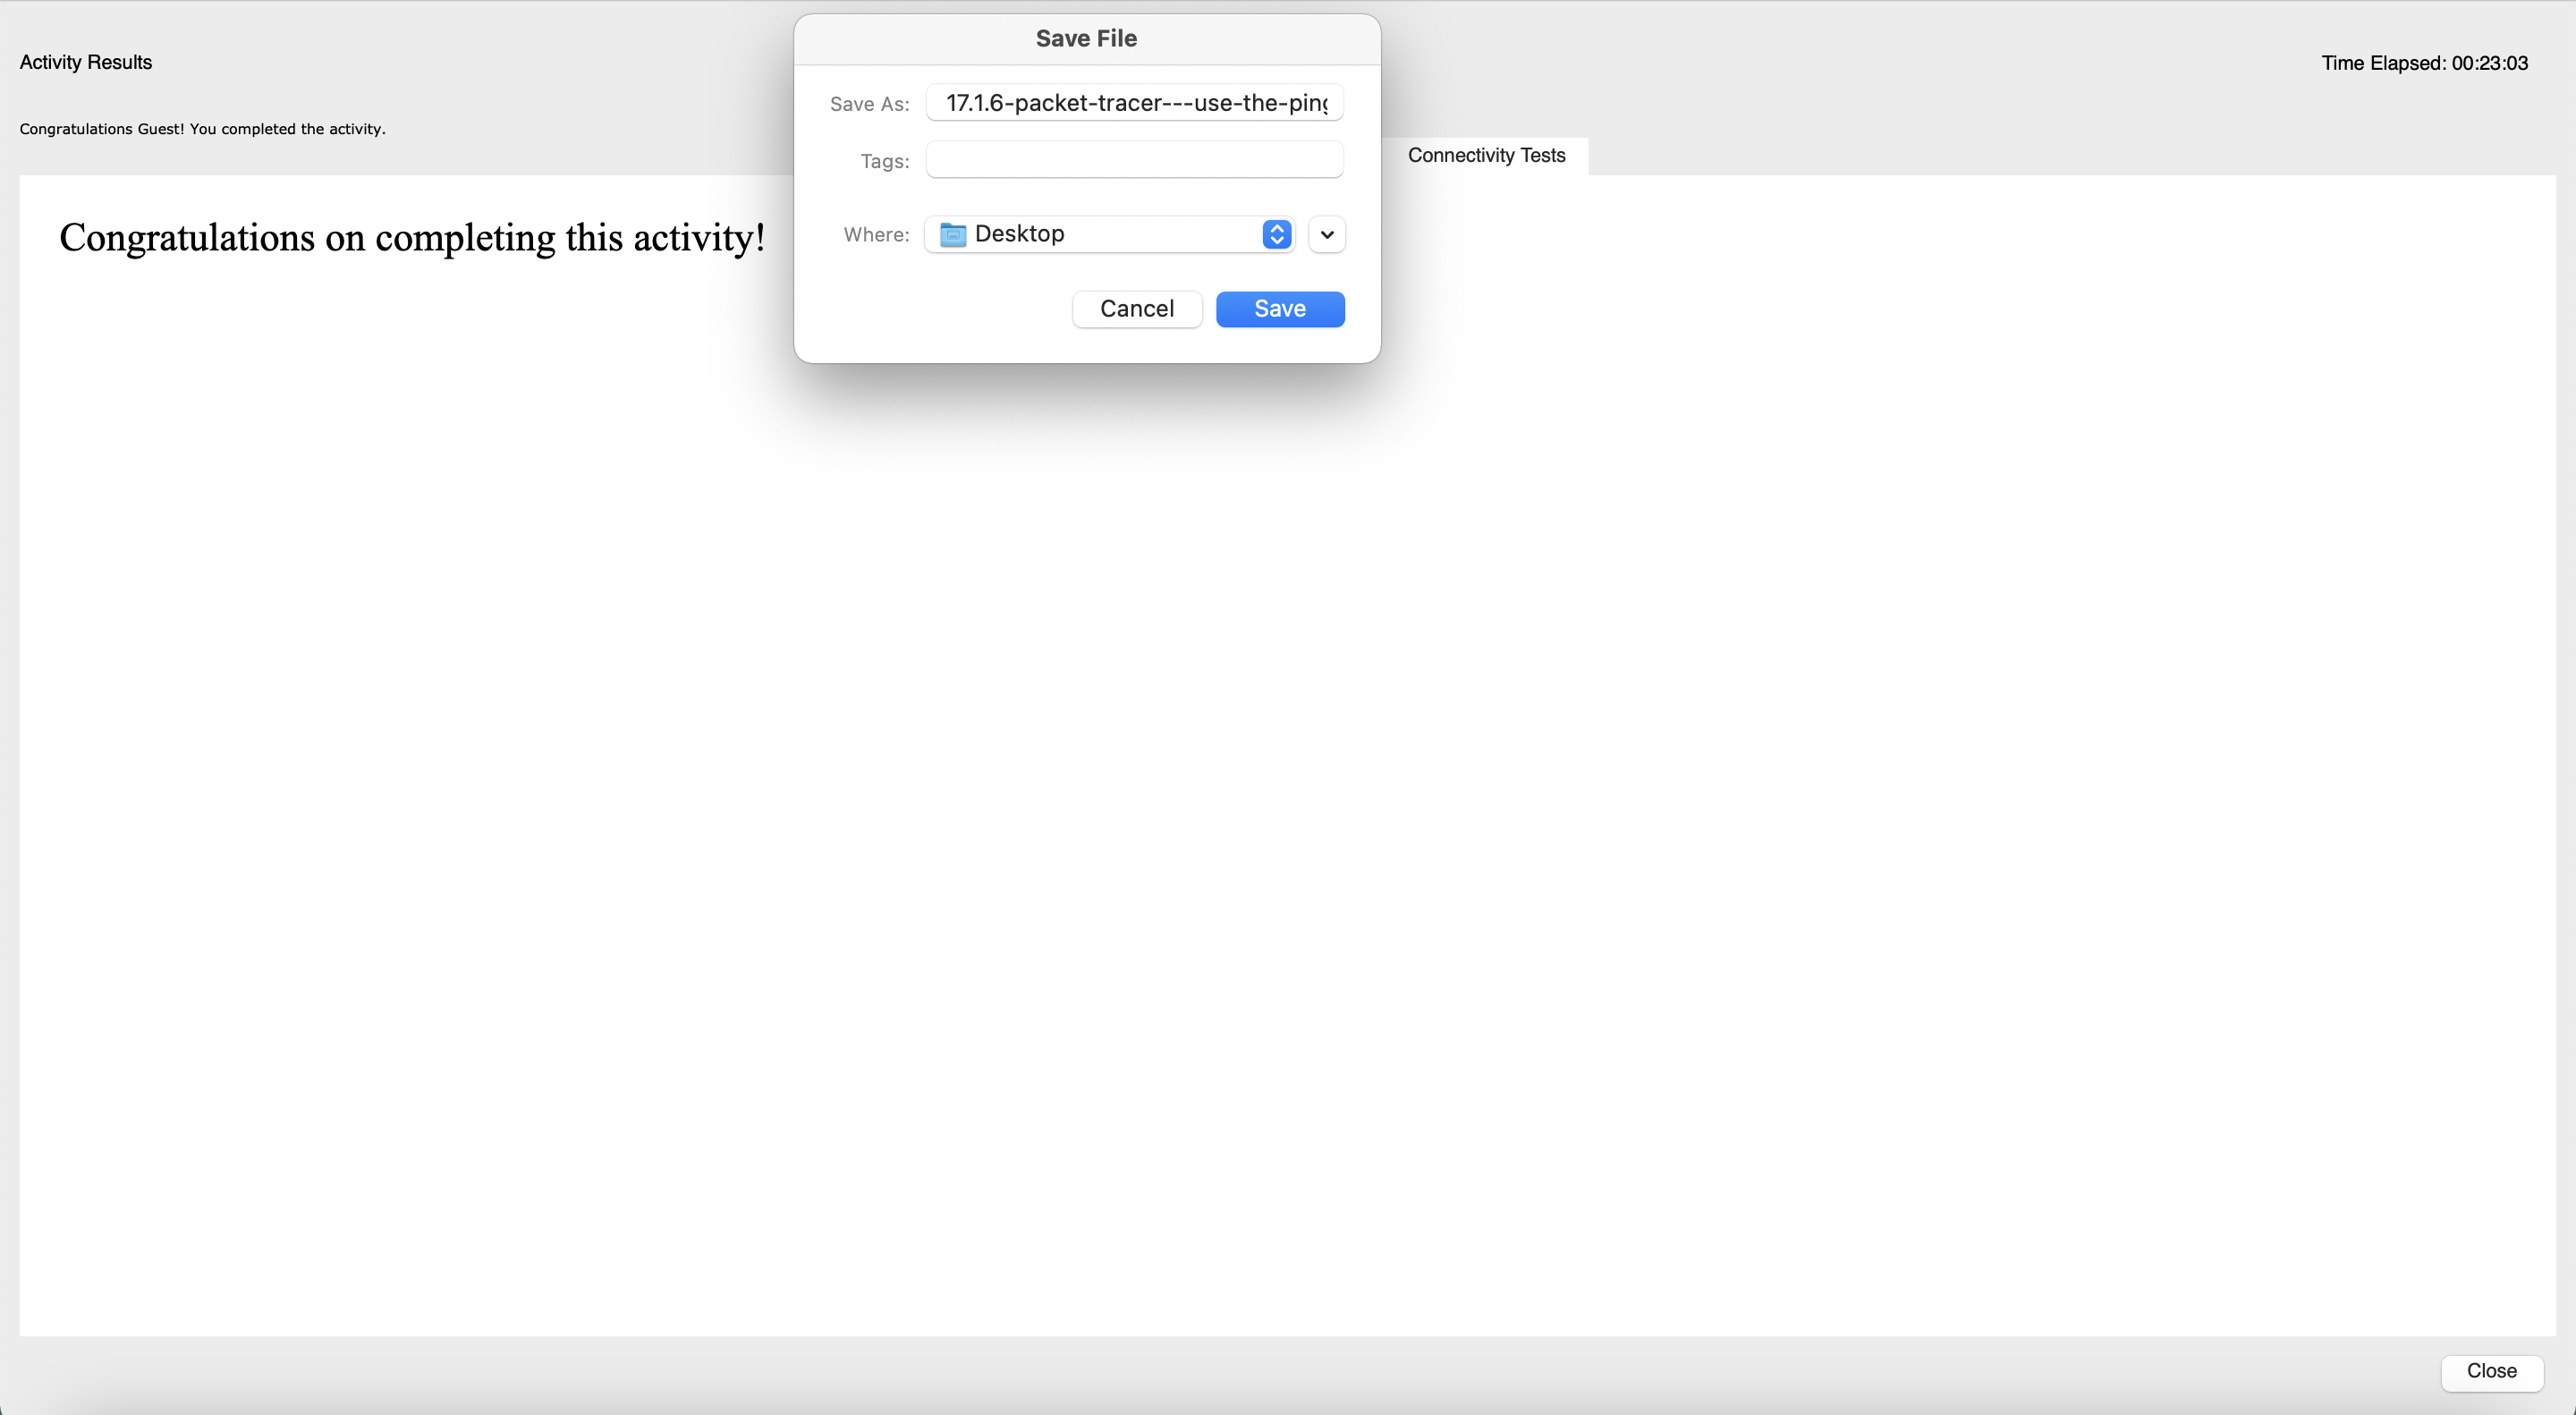 Save File
Activity Results
Time Elapsed: 00:23:03
Save As: 17.1.6-packet-tracer---use-the-ping
Congratulations Guest! You completed the activity.
Tags:
Connectivity Tests
Congratulations on completing this activity!
Where: Desktop
Cancel Save
Close